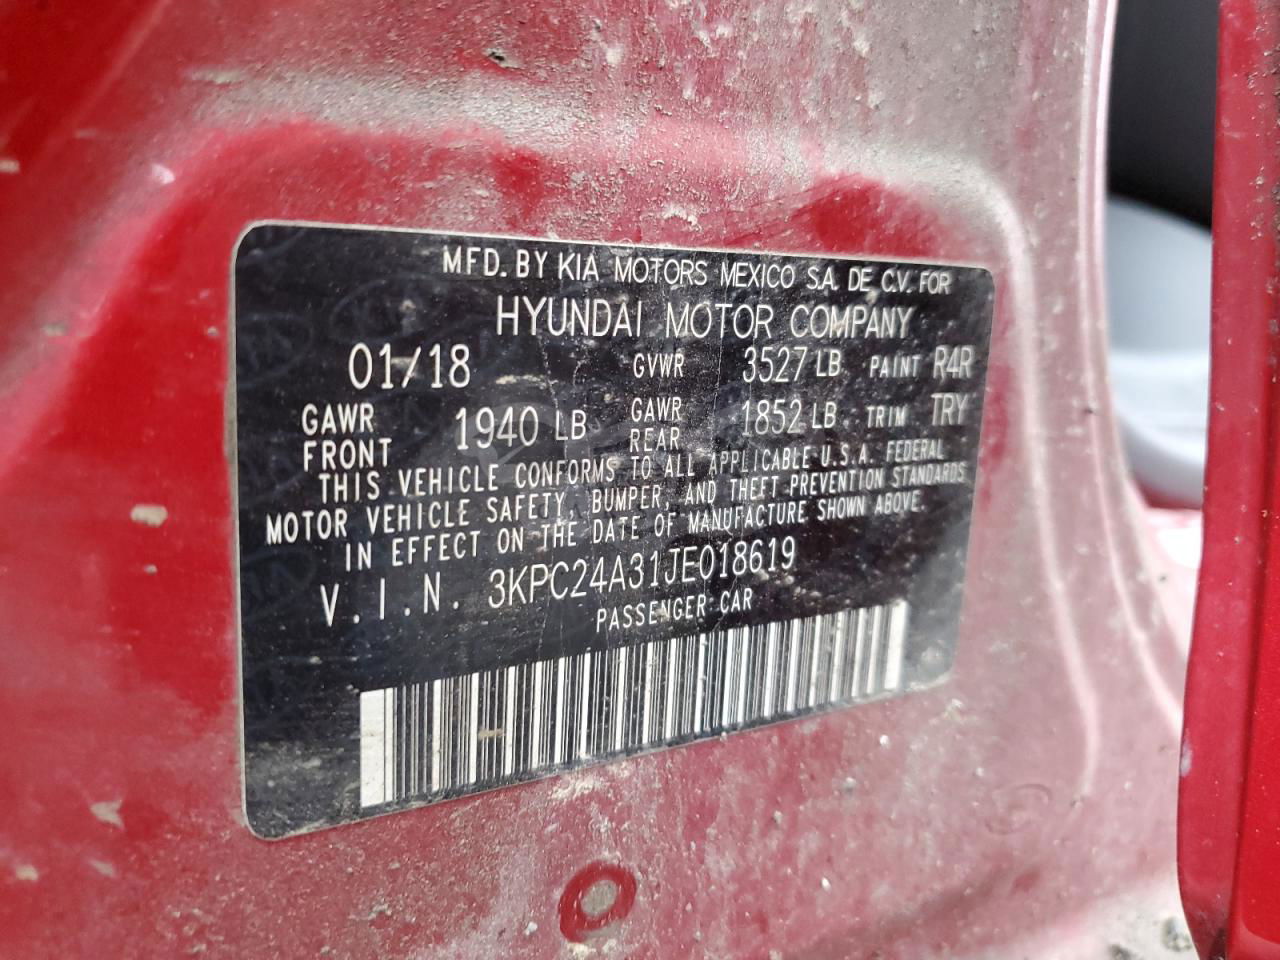 MFD. BY KIA MOTORS MEXICO S.A. DE C.V. FOR
HYUNDAI MOTOR COMPANY
01/18 GVWR 3527 LB PAINT R4R
GAWR FRONT 1940 LB GAWR REAR 1852 LB TRIM TRY
THIS VEHICLE CONFORMS TO ALL APPLICABLE U.S.A. FEDERAL
MOTOR VEHICLE SAFETY, BUMPER, AND THEFT PREVENTION STANDARDS
IN EFFECT ON THE DATE OF MANUFACTURE SHOWN ABOVE.
V.I.N. 3KPC24A31JE018619
PASSENGER CAR